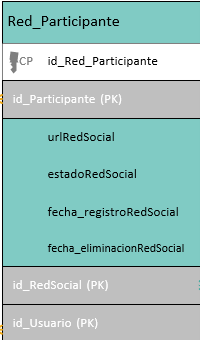 Red_Participante
CP id_Red_Participante
id_Participante (PK)
urlRedSocial
estadoRedSocial
fecha_registroRedSocial
fecha_eliminacionRedSocial
id_RedSocial (PK)
id_Usuario (PK)